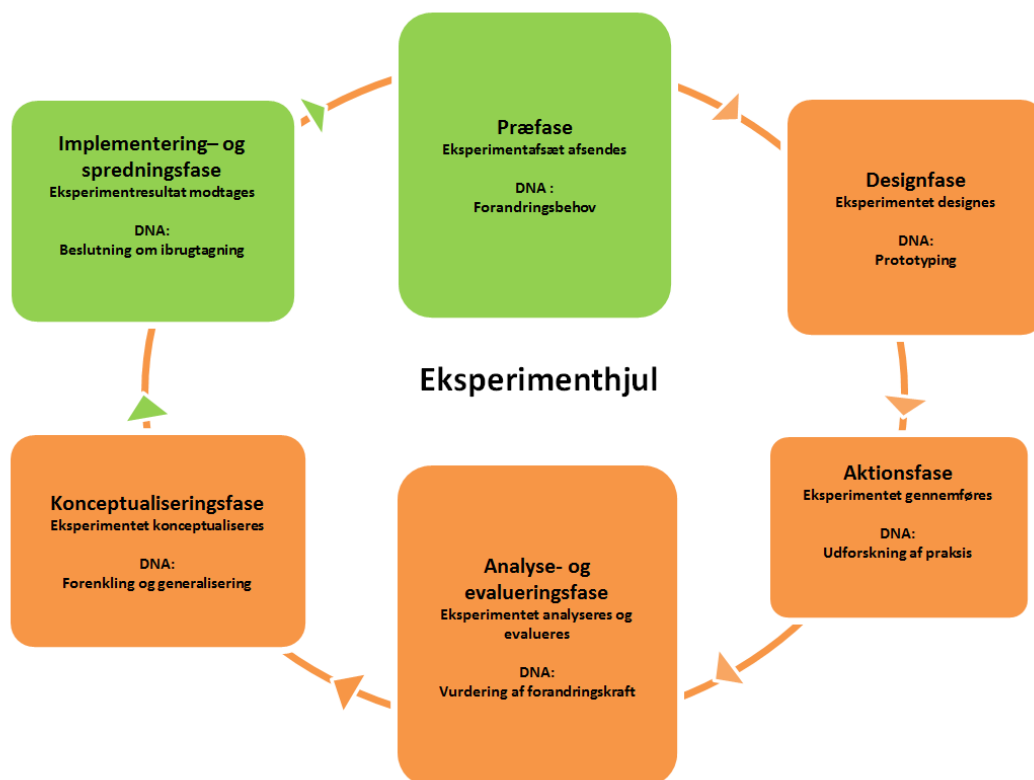 Præfase
Eksperimentafsæt afsendes
DNA :
Forandringsbehov
Designfase
Eksperimentet designes
DNA:
Prototyping
Aktionsfase
Eksperimentet gennemføres
DNA:
Udforskning af praksis
Analyse- og
evalueringsfase
Eksperimentet analyseres og
evalueres
DNA:
Vurdering af forandringskraft
Konceptualiseringsfase
Eksperimentet konceptualiseres
DNA:
Forenkling og generalisering
Implementering– og
spredningsfase
Eksperimentresultat modtages
DNA:
Beslutning om ibrugtagning
Eksperimenthjul